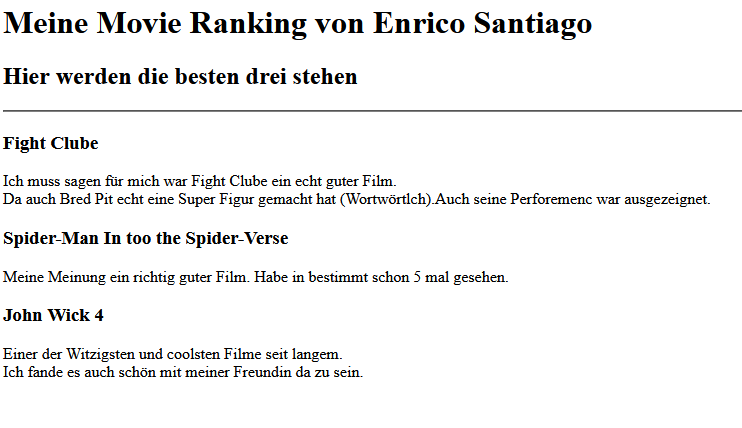 Meine Movie Ranking von Enrico Santiago
Hier werden die besten drei stehen
Fight Clube
Ich muss sagen für mich war Fight Clube ein echt guter Film.
Da auch Bred Pit echt eine Super Figur gemacht hat (Wortwörtlch).Auch seine Perforemenc war ausgezeignet.
Spider-Man In too the Spider-Verse
Meine Meinung ein richtig guter Film. Habe in bestimmt schon 5 mal gesehen.
John Wick 4
Einer der Witzigsten und coolsten Filme seit langem.
Ich fande es auch schön mit meiner Freundin da zu sein.